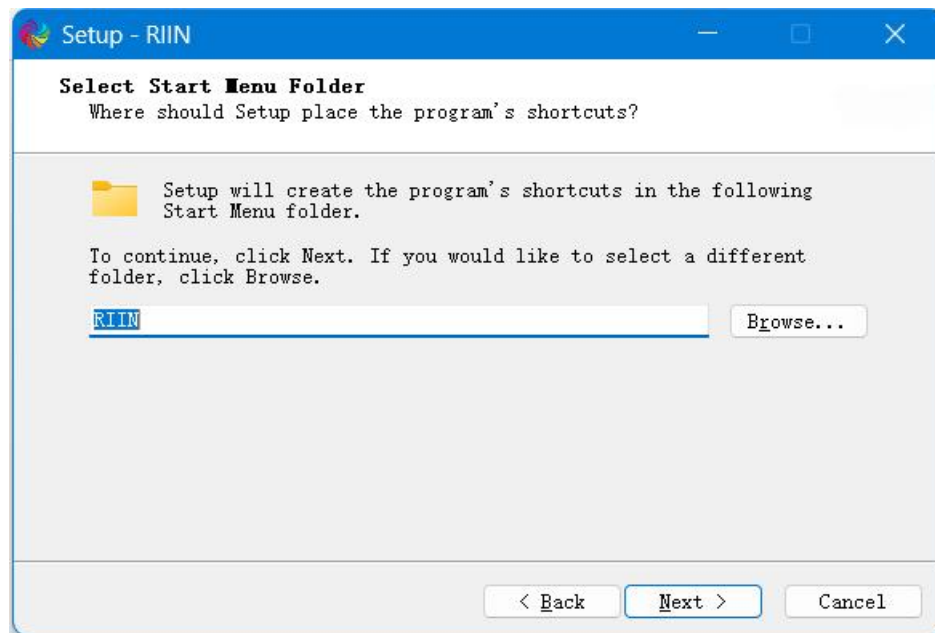 Setup - RIIN
Select Start Menu Folder
Where should Setup place the program's shortcuts?
Setup will create the program's shortcuts in the following
Start Menu folder.
To continue, click Next. If you would like to select a different
folder, click Browse.
RIIN
Browse...
< Back
Next >
Cancel